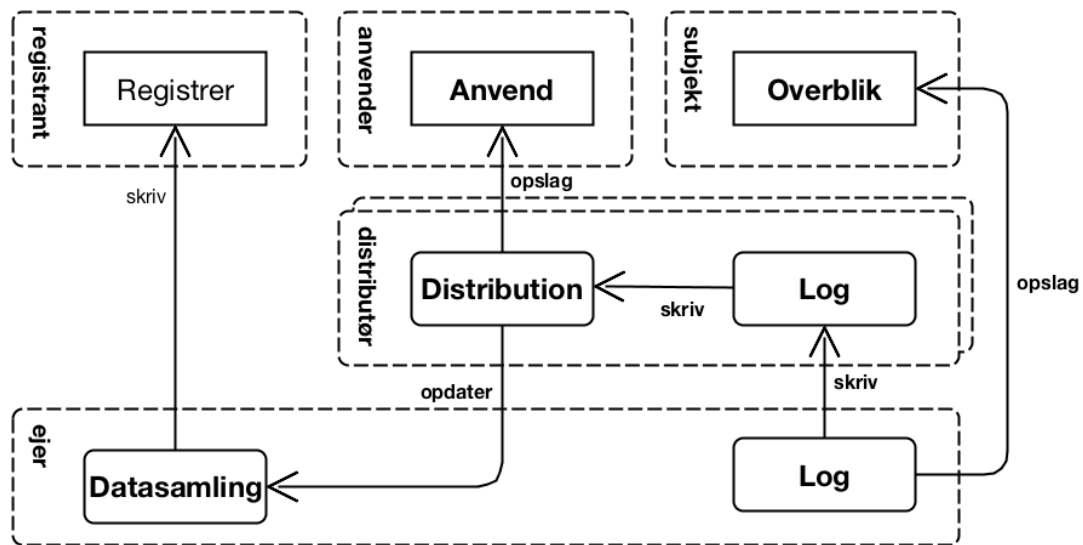 registrant
Registrer
anvender
Anvend
subjekt
Overblik
skriv
opslag
distributør
Distribution
skriv
Log
opslag
opdater
skriv
ejer
Datasamling
Log